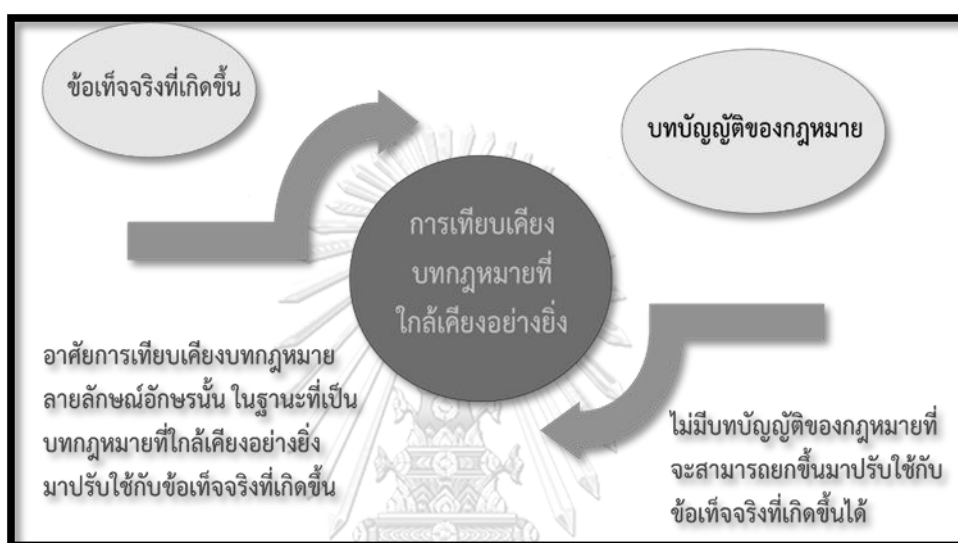 ข้อเท็จจริงที่เกิดขึ้น
บทบัญญัติของกฎหมาย
การเทียบเคียง
บทกฎหมายที่
ใกล้เคียงอย่างยิ่ง
อาศัยการเทียบเคียงบทกฎหมาย
ลายลักษณ์อักษรนั้น ในฐานะที่เป็น
บทกฎหมายที่ใกล้เคียงอย่างยิ่ง
มาปรับใช้กับข้อเท็จจริงที่เกิดขึ้น
ไม่มีบทบัญญัติของกฎหมายที่
จะสามารถยกขึ้นมาปรับใช้กับ
ข้อเท็จจริงที่เกิดขึ้นได้